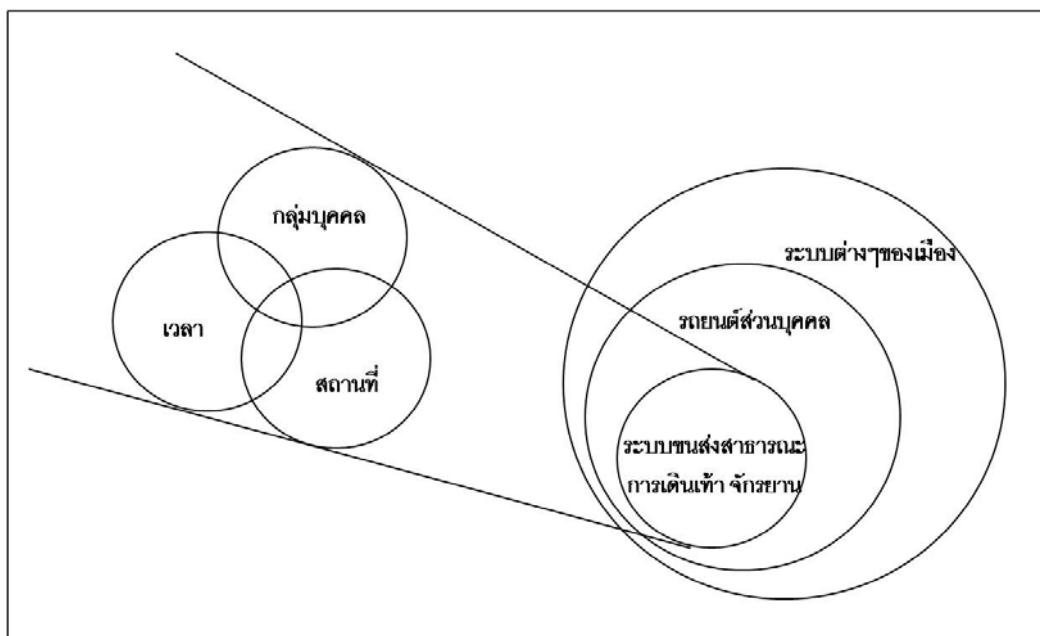 กลุ่มบุคคล
เวลา
สถานที่
ระบบต่างๆของเมือง
รถยนต์ส่วนบุคคล
ระบบขนส่งสาธารณะ
การเดินเท้า จักรยาน